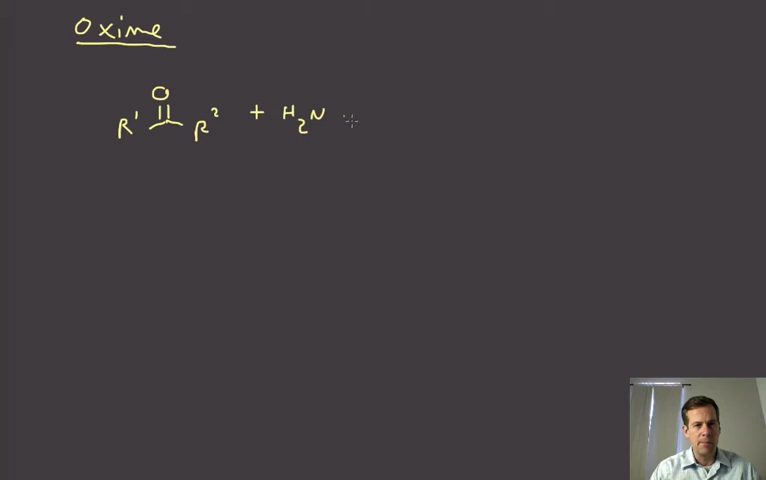 Oxime
O
R¹ R² + H₂N